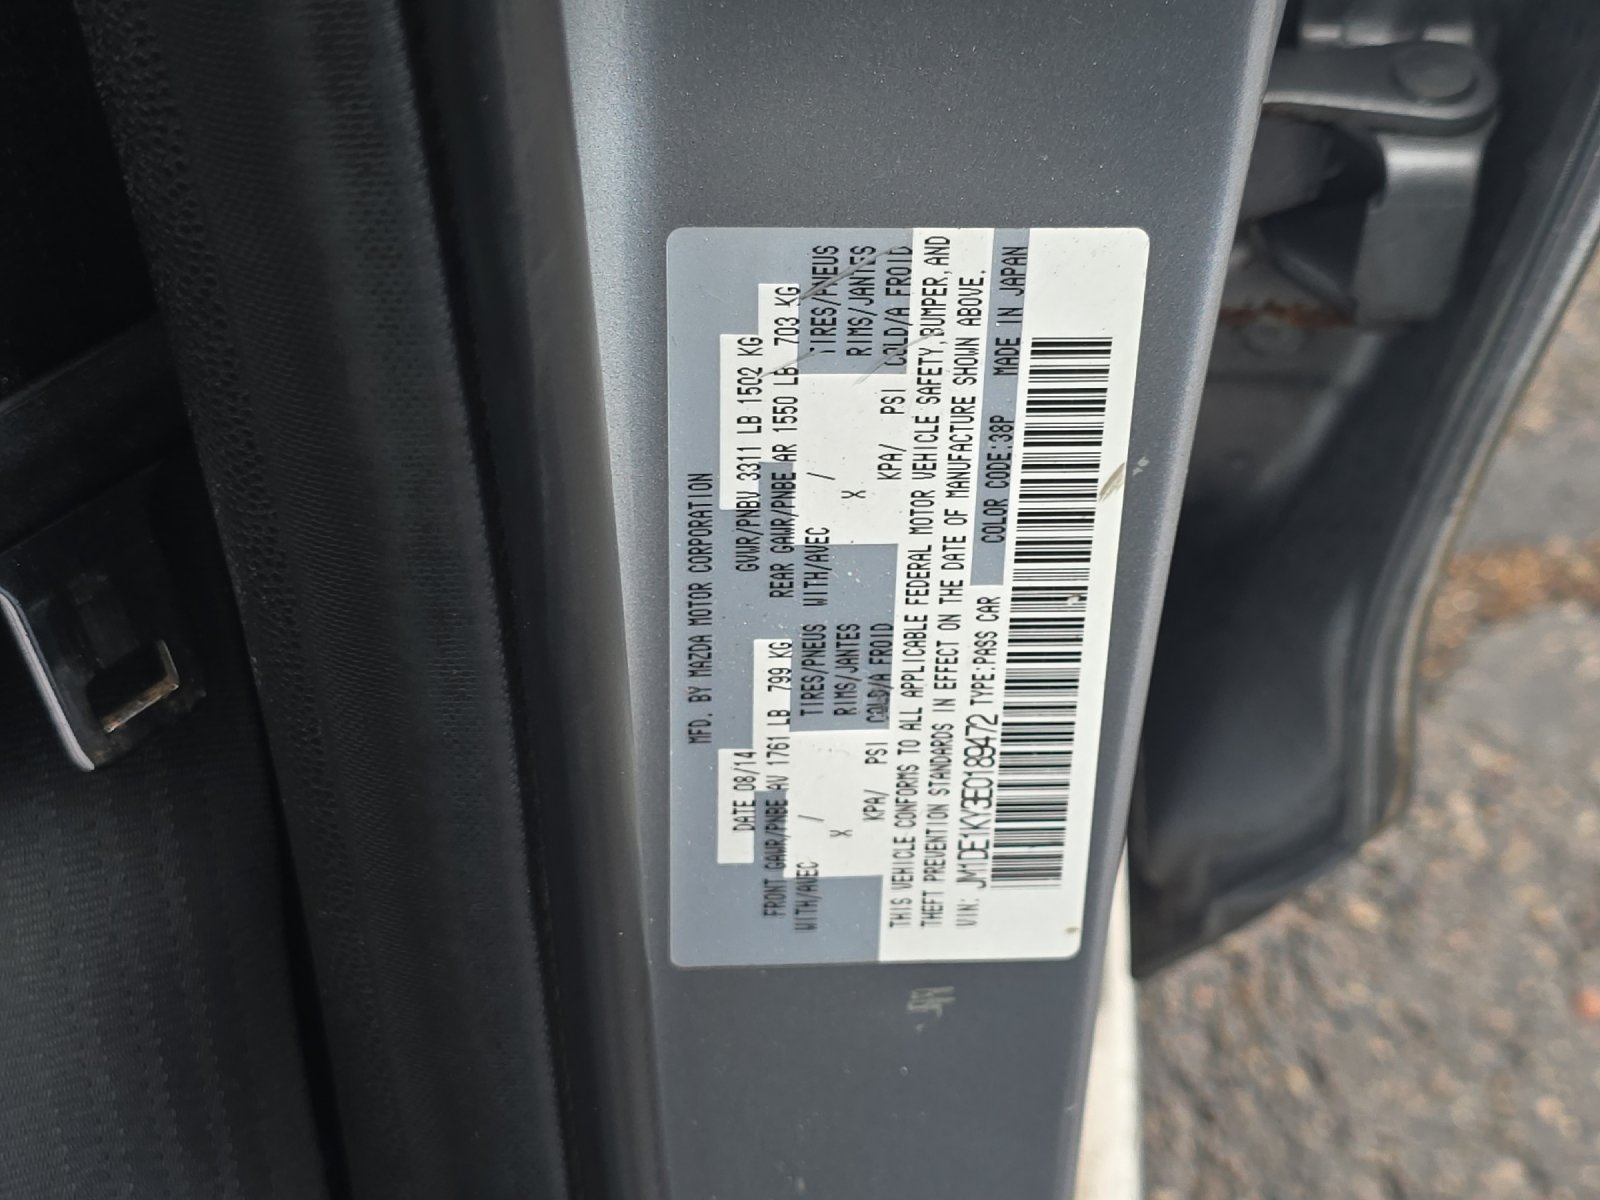 MFD. BY MAZDA MOTOR CORPORATION
DATE 08/14 GVWR/PNBV 3311 LB 1502 KG
FRONT GAWR/PNBE AV 1761 LB 799 KG REAR GAWR/PNBE AR 1550 LB 703 KG
WITH/AVEC / TIRES/PNEUS WITH/AVEC / TIRES/PNEUS
X RIMS/JANTES X RIMS/JANTES
KPA/ PSI COLD/A FROID KPA/ PSI COLD/A FROID
THIS VEHICLE CONFORMS TO ALL APPLICABLE FEDERAL MOTOR VEHICLE SAFETY,BUMPER,AND
THEFT PREVENTION STANDARDS IN EFFECT ON THE DATE OF MANUFACTURE SHOWN ABOVE.
VIN: JM1DE1KY3E0189472 TYPE:PASS CAR COLOR CODE:38P MADE IN JAPAN